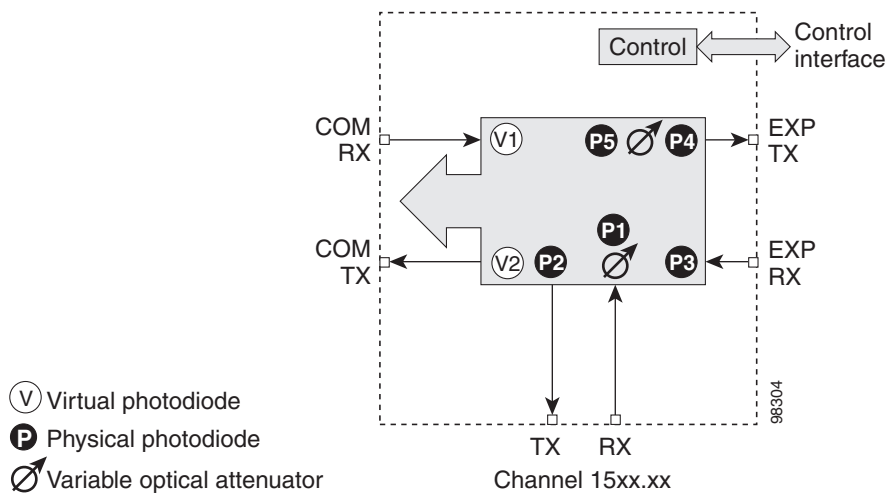 Control
Control
interface
COM
RX
V1
P5
P4
EXP
TX
P1
COM
TX
V2
P2
P3
EXP
RX
98304
V Virtual photodiode
P Physical photodiode
Variable optical attenuator
TX RX
Channel 15xx.xx